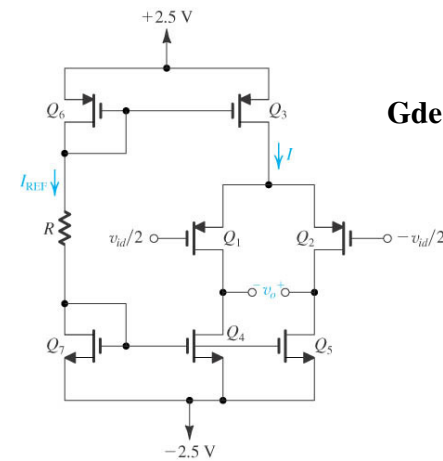 +2.5 V
Q6 Q3
Gde
IREF I
R vid/2 Q1 Q2 −vid/2
− vo +
Q7 Q4 Q5
−2.5 V